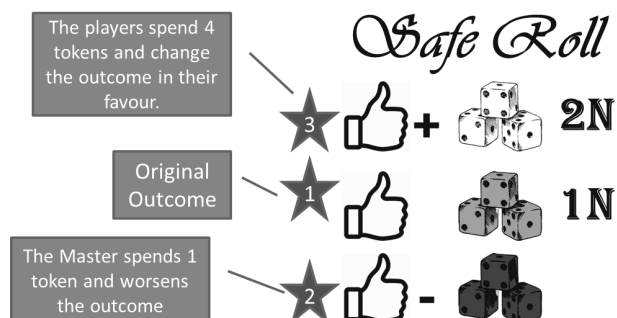 The players spend 4
tokens and change
the outcome in their
favour.
Safe Roll
3
+
2N
Original
Outcome
1
1N
The Master spends 1
token and worsens
the outcome
2
-